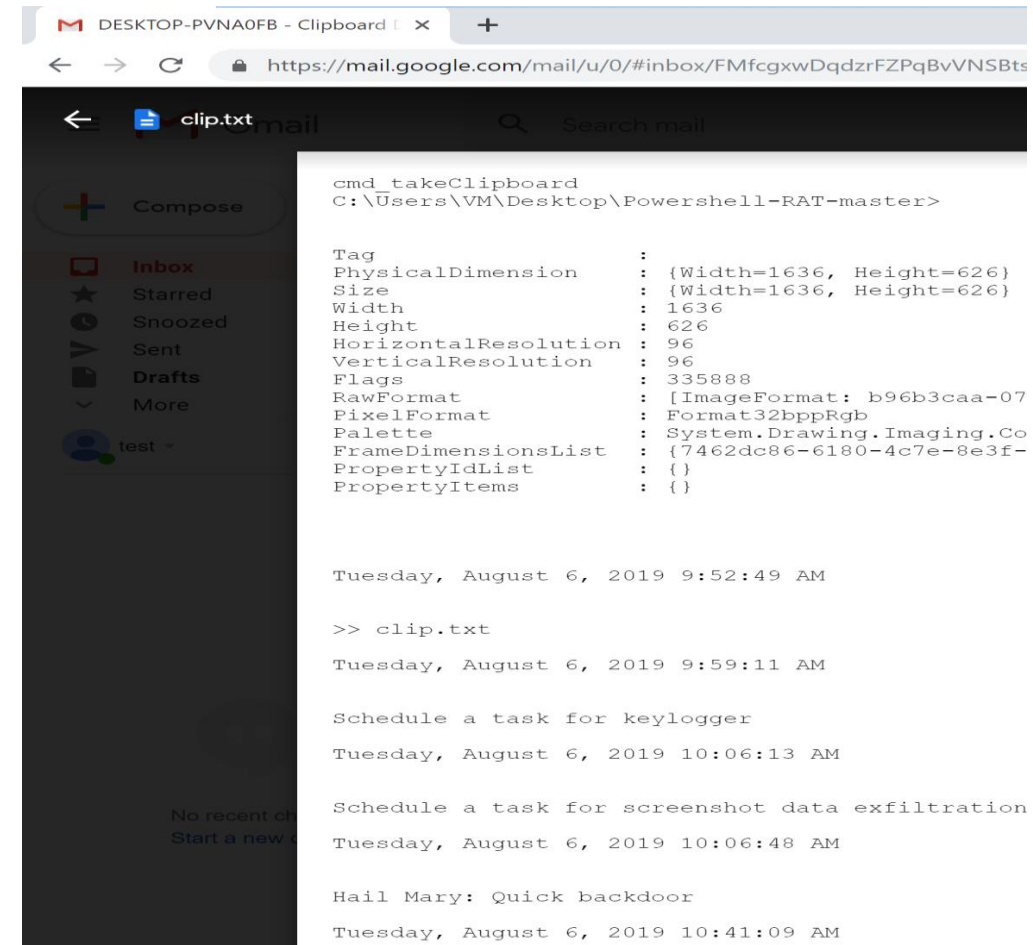 DESKTOP-PVNA0FB - Clipboard
https://mail.google.com/mail/u/0/#inbox/FMfcgxwDqdzrFZPqBvVNSBts
clip.txt
Gmail
Search mail
Compose
Inbox
Starred
Snoozed
Sent
Drafts
More
test
No recent ch
Start a new
cmd_takeClipboard
C:\Users\VM\Desktop\Powershell-RAT-master>
Tag :
PhysicalDimension : {Width=1636, Height=626}
Size : {Width=1636, Height=626}
Width : 1636
Height : 626
HorizontalResolution : 96
VerticalResolution : 96
Flags : 335888
RawFormat : [ImageFormat: b96b3caa-07
PixelFormat : Format32bppRgb
Palette : System.Drawing.Imaging.Co
FrameDimensionsList : {7462dc86-6180-4c7e-8e3f-
PropertyIdList : {}
PropertyItems : {}
Tuesday, August 6, 2019 9:52:49 AM
>> clip.txt
Tuesday, August 6, 2019 9:59:11 AM
Schedule a task for keylogger
Tuesday, August 6, 2019 10:06:13 AM
Schedule a task for screenshot data exfiltration
Tuesday, August 6, 2019 10:06:48 AM
Hail Mary: Quick backdoor
Tuesday, August 6, 2019 10:41:09 AM